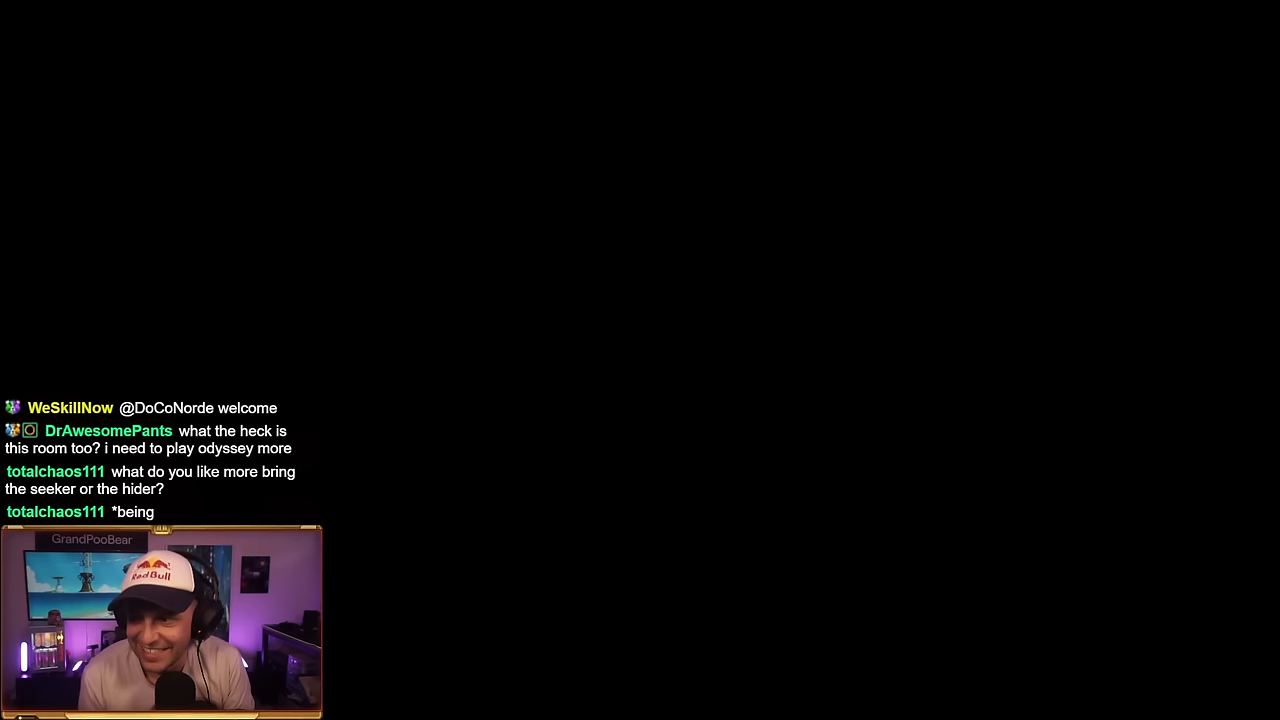 WeSkillNow @DoCoNorde welcome
DrAwesomePants what the heck is
this room too? i need to play odyssey more
totalchaos111 what do you like more bring
the seeker or the hider?
totalchaos111 *being
GrandPooBear
Red Bull